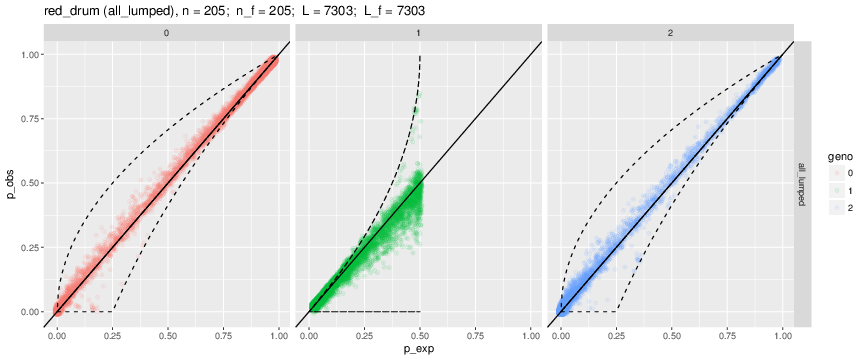 red_drum (all_lumped), n = 205; n_f = 205; L = 7303; L_f = 7303
0 1 2
1.00
0.75
0.50
0.25
0.00
p_obs
all_lumped
geno
0
1
2
0.00 0.25 0.50 0.75 1.00 0.00 0.25 0.50 0.75 1.00 0.00 0.25 0.50 0.75 1.00
p_exp